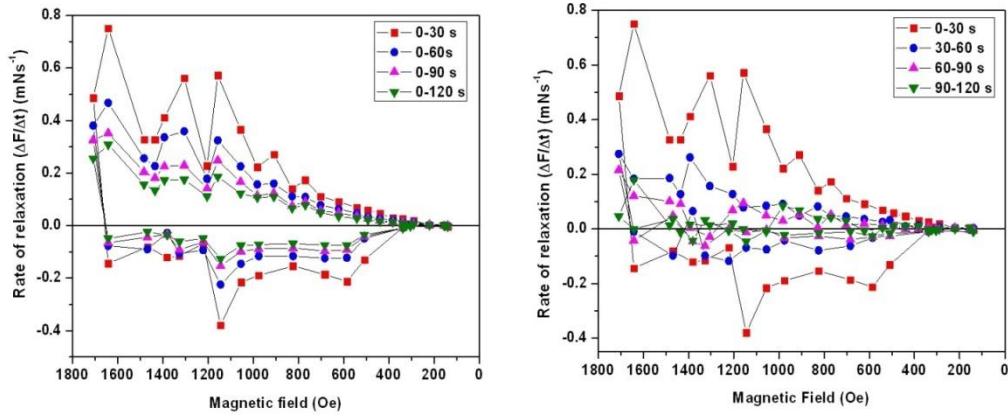 0.8
0.6
0.4
0.2
0.0
-0.2
-0.4
Rate of relaxation (ΔF/Δt) (mNs⁻¹)
0-30 s
0-60s
0-90 s
0-120 s
1800 1600 1400 1200 1000 800 600 400 200 0
Magnetic field (Oe)
0.8
0.6
0.4
0.2
0.0
-0.2
-0.4
Rate of relaxation (ΔF/Δt) (mNs⁻¹)
0-30 s
30-60 s
60-90 s
90-120 s
1800 1600 1400 1200 1000 800 600 400 200 0
Magnetic Field (Oe)